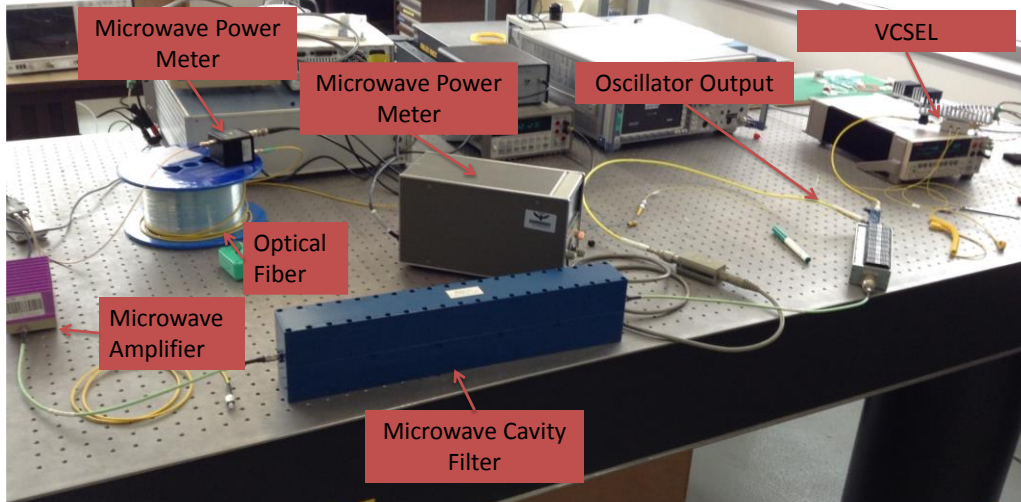 Microwave Power
Meter
Microwave Power
Meter
Oscillator Output
VCSEL
Optical
Fiber
Microwave
Amplifier
Microwave Cavity
Filter